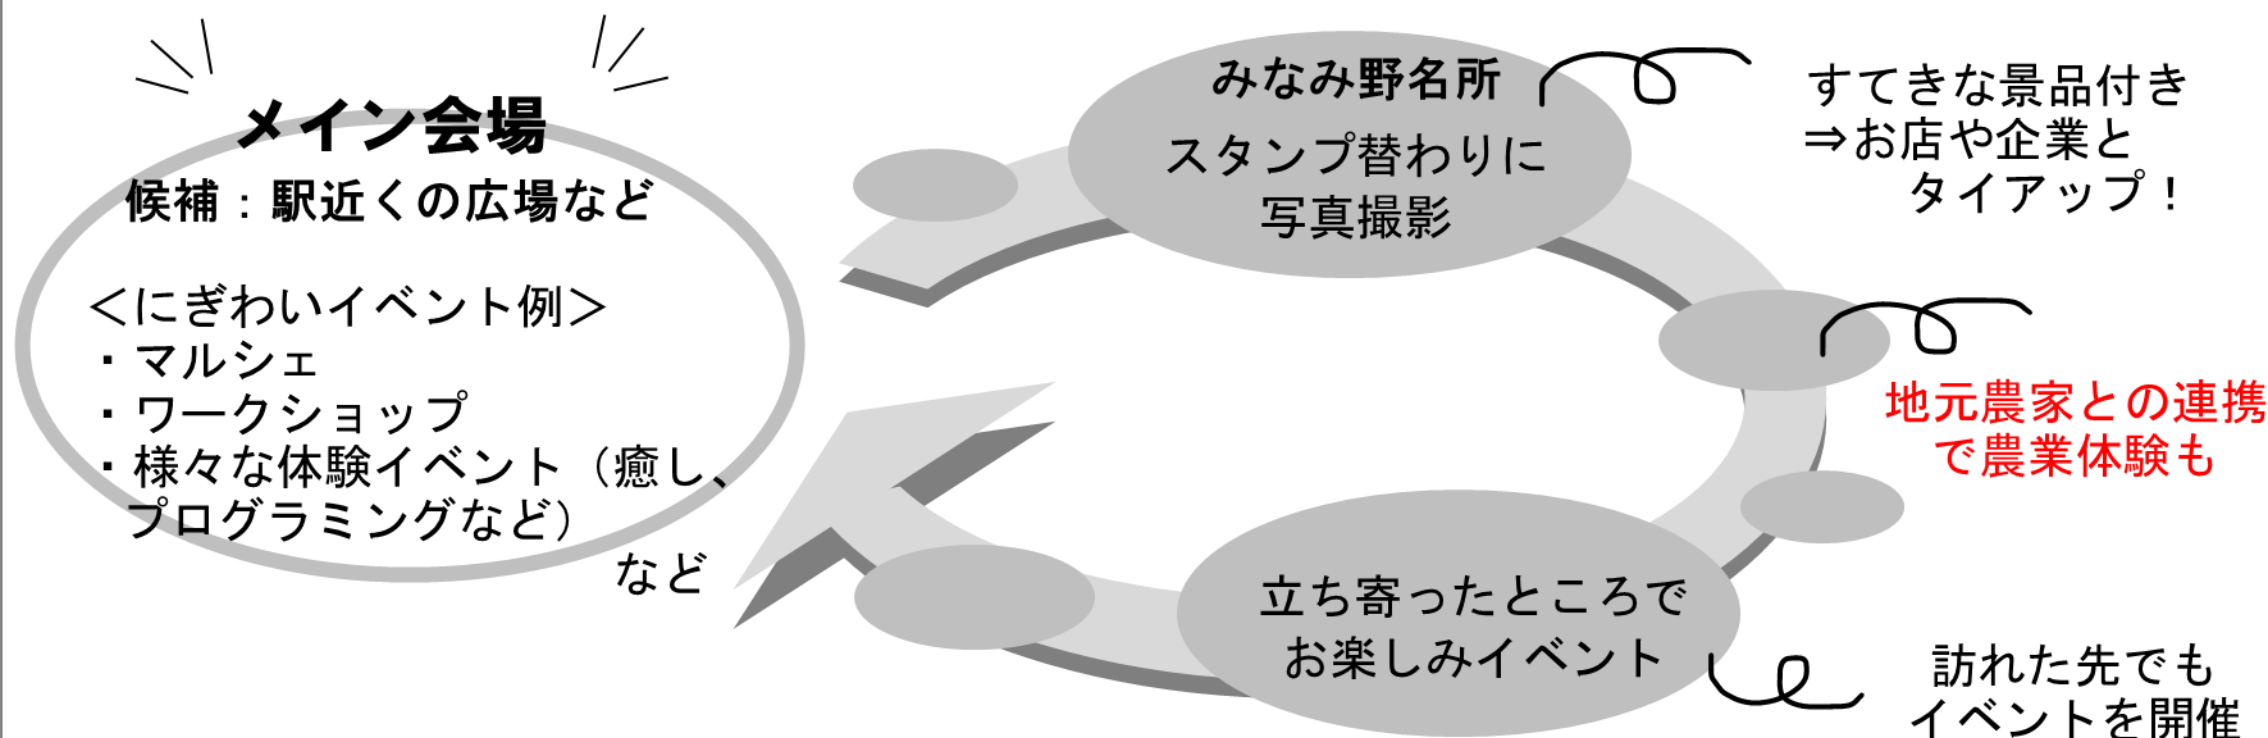 メイン会場
候補：駅近くの広場など
＜にぎわいイベント例＞
・マルシェ
・ワークショップ
・様々な体験イベント（癒し、
プログラミングなど）
など
みなみ野名所
スタンプ替わりに
写真撮影
すてきな景品付き
⇒お店や企業と
タイアップ！
地元農家との連携
で農業体験も
立ち寄ったところで
お楽しみイベント
訪れた先でも
イベントを開催